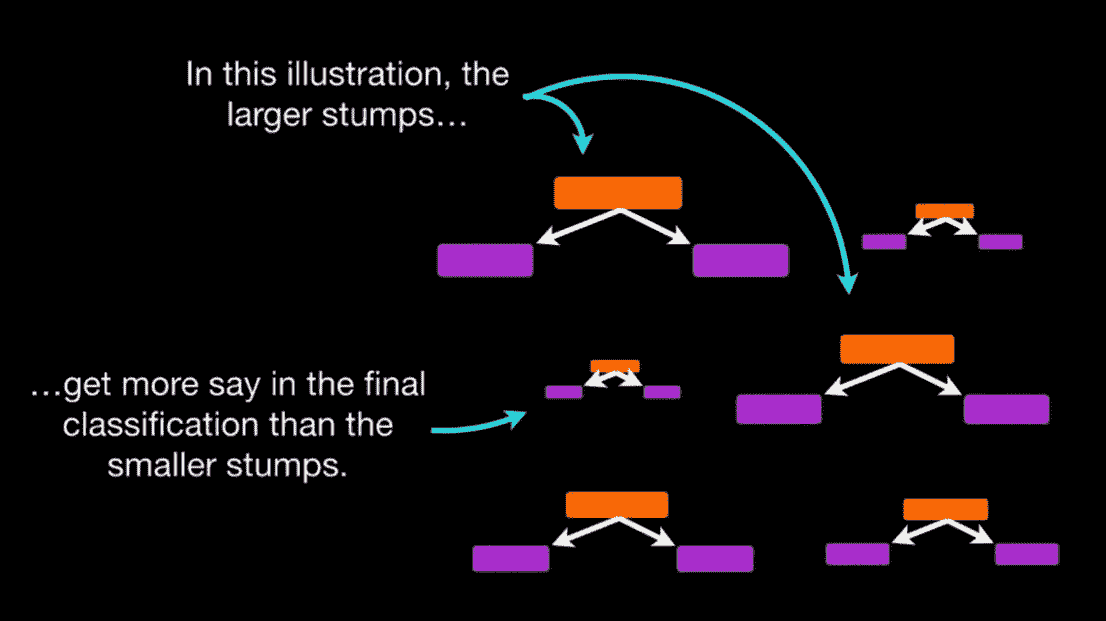 In this illustration, the
larger stumps…
…get more say in the final
classification than the
smaller stumps.